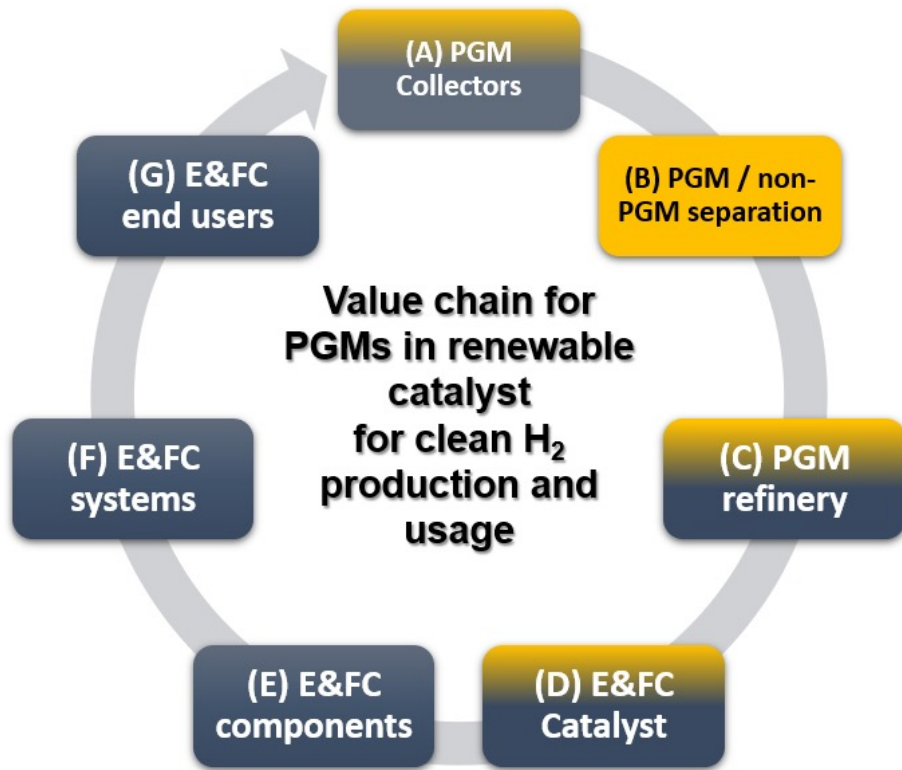 (A) PGM
Collectors
(B) PGM / non-
PGM separation
(C) PGM
refinery
(D) E&FC
Catalyst
(E) E&FC
components
(F) E&FC
systems
(G) E&FC
end users
Value chain for
PGMs in renewable
catalyst
for clean H₂
production and
usage